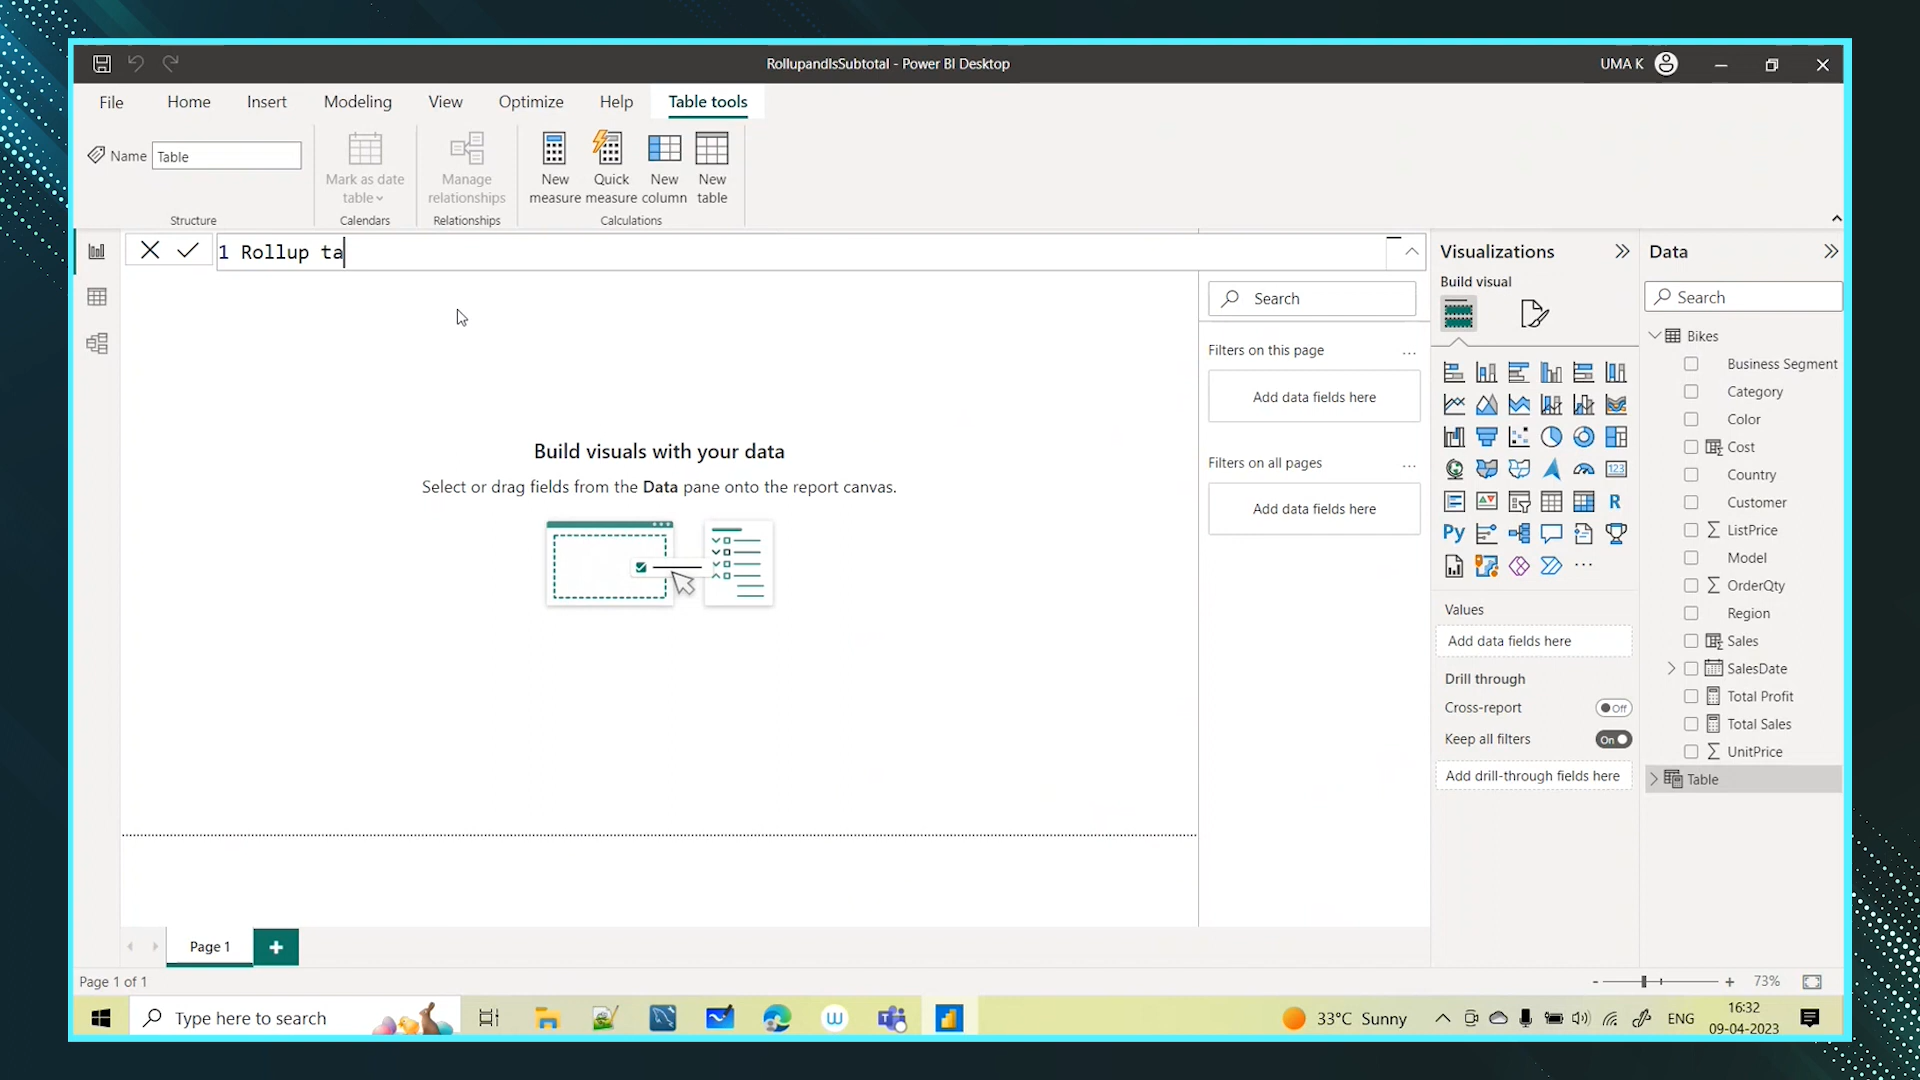 RollupandIsSubtotal - Power BI Desktop
UMA K
File
Home
Insert
Modeling
View
Optimize
Help
Table tools
Name
Table
Mark as date
table
Manage
relationships
New
measure
Quick
measure
New
column
New
table
Structure
Calendars
Relationships
Calculations
1 Rollup ta
Search
Filters on this page
...
Add data fields here
Filters on all pages
...
Add data fields here
Build visuals with your data
Select or drag fields from the Data pane onto the report canvas.
Visualizations
Build visual
123
R
Py
...
Values
Add data fields here
Drill through
Cross-report
Off
Keep all filters
On
Add drill-through fields here
Data
Search
Bikes
Business Segment
Category
Color
Cost
Country
Customer
ListPrice
Model
OrderQty
Region
Sales
SalesDate
Total Profit
Total Sales
UnitPrice
Table
Page 1
+
Page 1 of 1
-
+
73%
Type here to search
W
33°C Sunny
ENG
16:32
09-04-2023